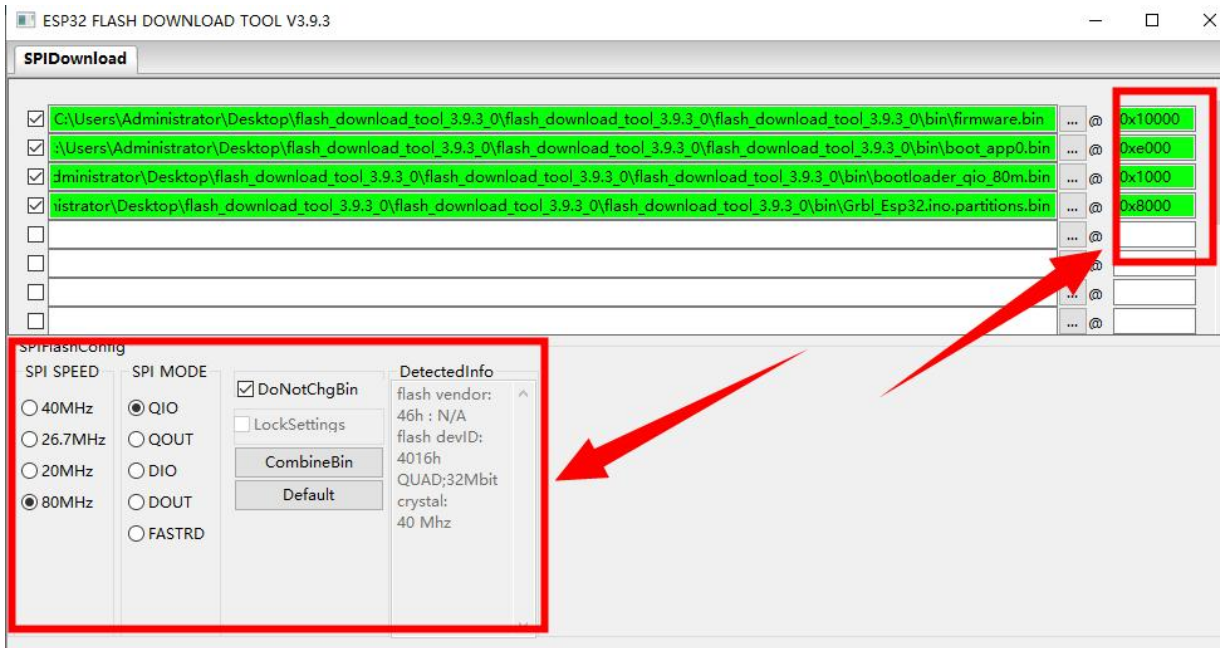 ESP32 FLASH DOWNLOAD TOOL V3.9.3
SPIDownload
C:\Users\Administrator\Desktop\flash_download_tool_3.9.3_0\flash_download_tool_3.9.3_0\flash_download_tool_3.9.3_0\bin\firmware.bin ... @ 0x10000
:\Users\Administrator\Desktop\flash_download_tool_3.9.3_0\flash_download_tool_3.9.3_0\flash_download_tool_3.9.3_0\bin\boot_app0.bin ... @ 0xe000
dministrator\Desktop\flash_download_tool_3.9.3_0\flash_download_tool_3.9.3_0\flash_download_tool_3.9.3_0\bin\bootloader_qio_80m.bin ... @ 0x1000
nistrator\Desktop\flash_download_tool_3.9.3_0\flash_download_tool_3.9.3_0\flash_download_tool_3.9.3_0\bin\Grbl_Esp32.ino.partitions.bin ... @ 0x8000
... @
... @
... @
... @
SPIFlashConfig
SPI SPEED
40MHz
26.7MHz
20MHz
80MHz
SPI MODE
QIO
QOUT
DIO
DOUT
FASTRD
DoNotChgBin
LockSettings
CombineBin
Default
DetectedInfo
flash vendor:
46h : N/A
flash devID:
4016h
QUAD;32Mbit
crystal:
40 Mhz